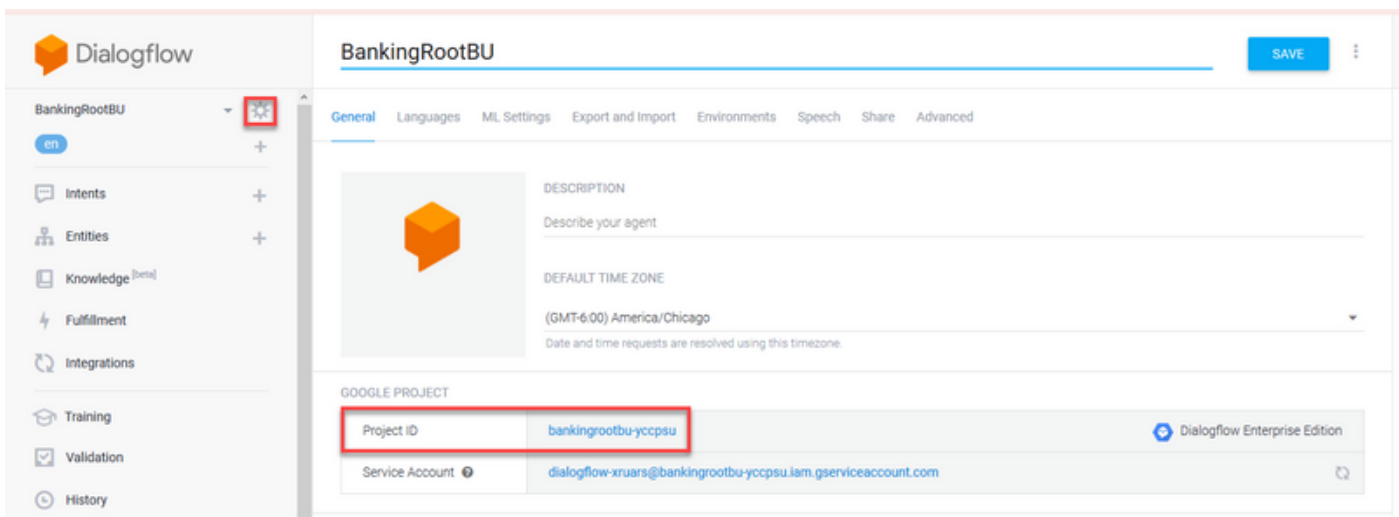 Dialogflow
BankingRootBU
en
Intents
Entities
Knowledge [beta]
Fulfillment
Integrations
Training
Validation
History
BankingRootBU
SAVE
General Languages ML Settings Export and Import Environments Speech Share Advanced
DESCRIPTION
Describe your agent
DEFAULT TIME ZONE
(GMT-6:00) America/Chicago
Date and time requests are resolved using this timezone.
GOOGLE PROJECT
Project ID bankingrootbu-yccpsu Dialogflow Enterprise Edition
Service Account dialogflow-xruars@bankingrootbu-yccpsu.iam.gserviceaccount.com